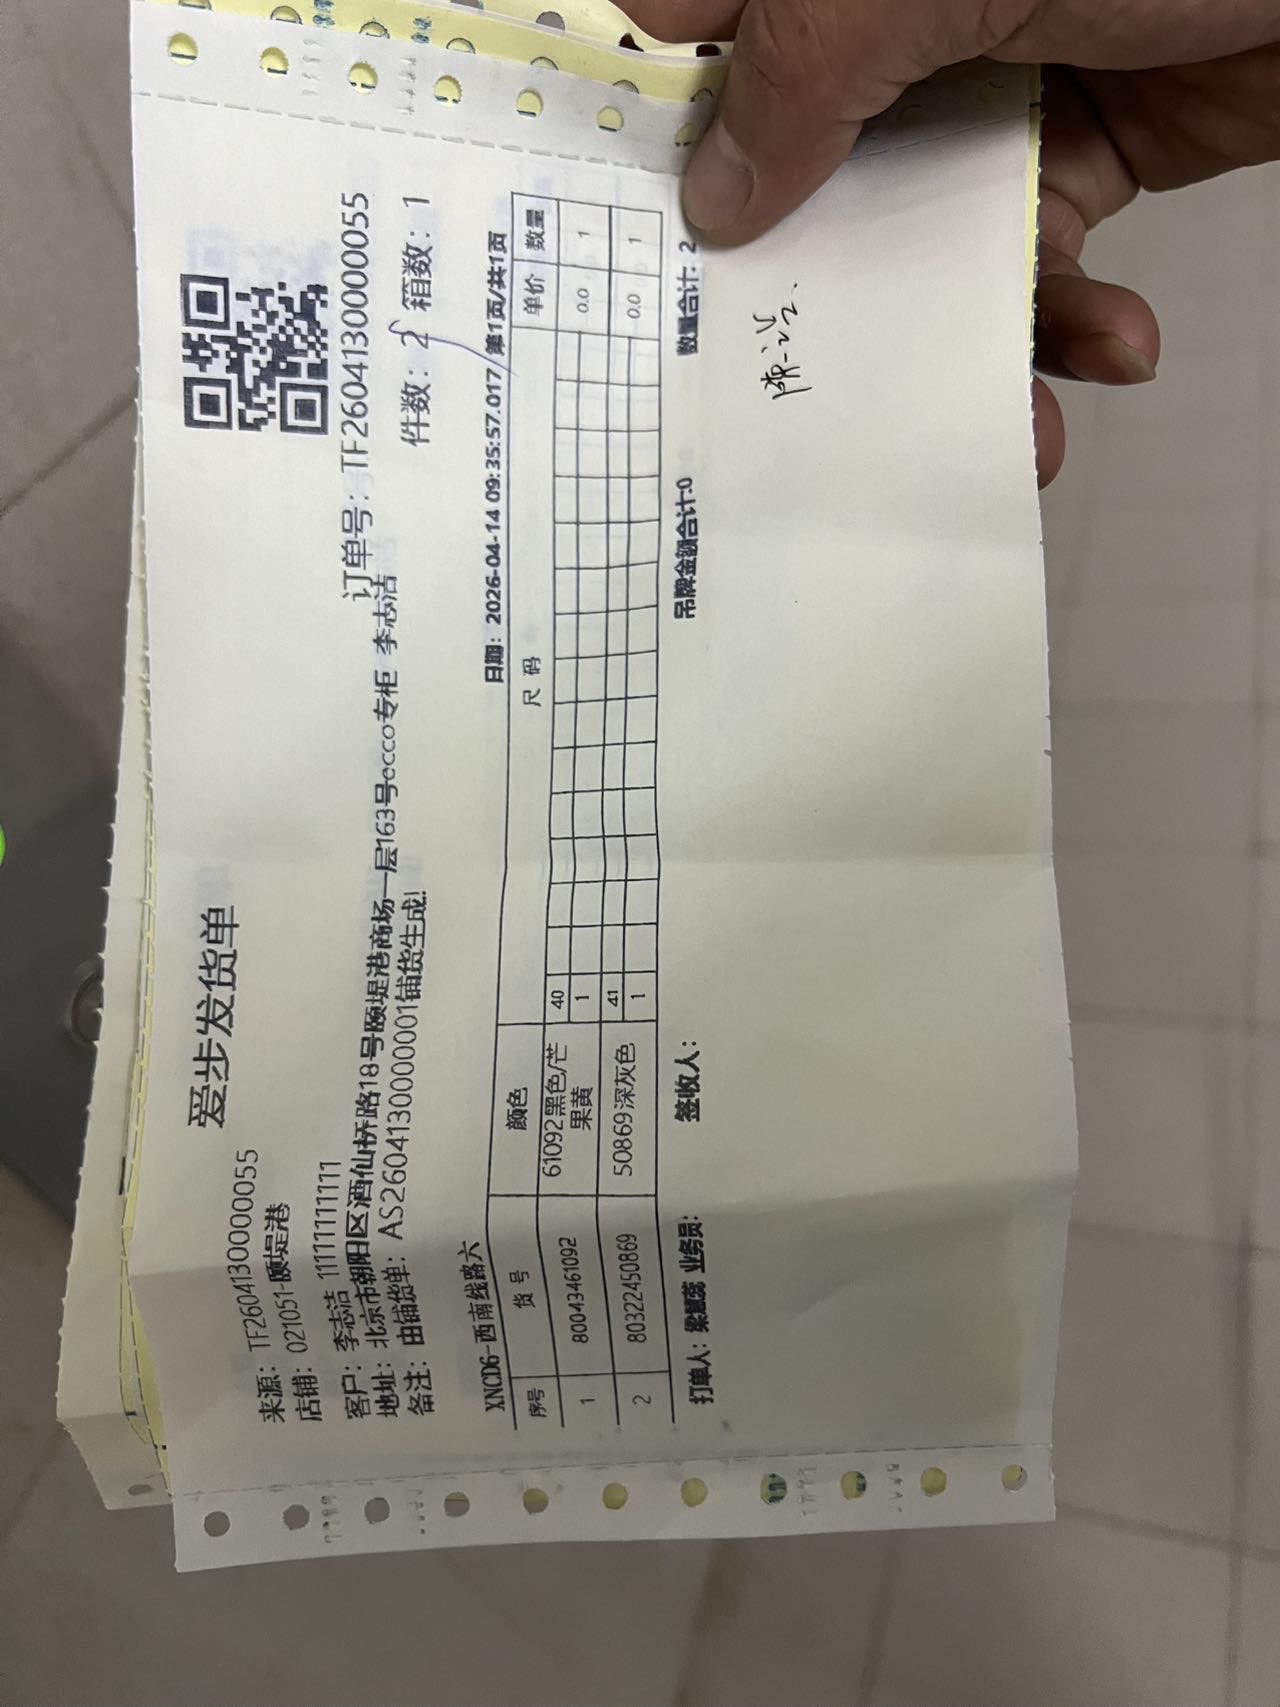 爱步发货单
来源：TF260413000055
店铺：021051-颐堤港
订单号：TF260413000055
客户：李志洁 11111111111
地址：北京市朝阳区酒仙桥路18号颐堤港商场一层163号ecco专柜 李志洁
件数：2 箱数：1
备注：由铺货单：AS260413000001铺货生成!
XNCD6-西南线路六 日期：2026-04-14 09:35:57.017 第1页/共1页
序号 货号 颜色 尺码 单价 数量
1 80043461092 61092黑色/芒果黄 40 1 0.0 1
2 80322450869 50869深灰色 41 1 0.0 1
打单人：梁慧蕊 业务员： 签收人： 吊牌金额合计:0 数量合计：2